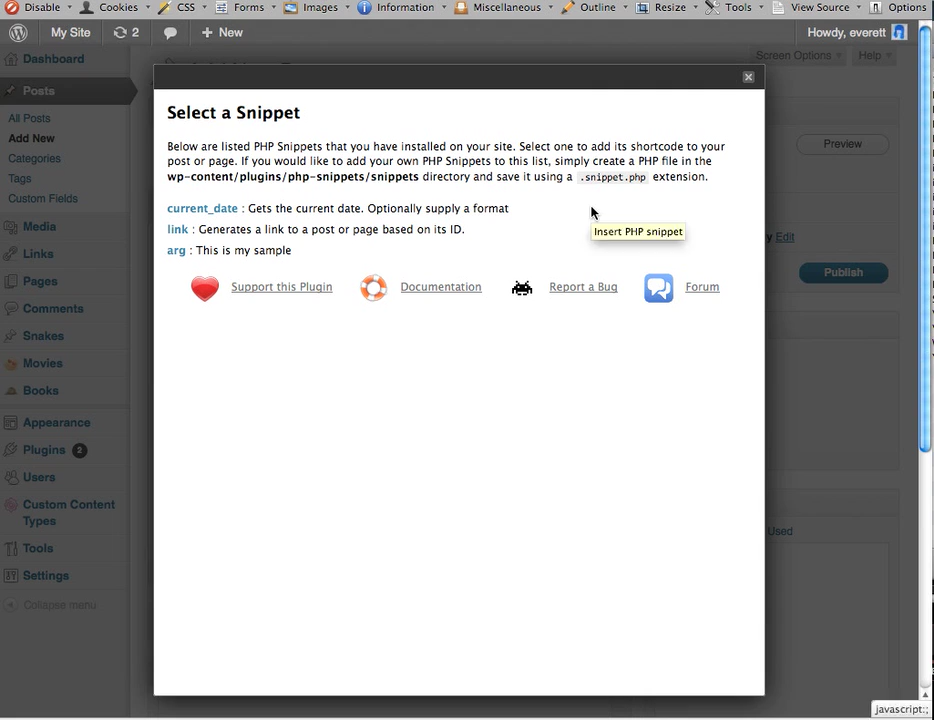 Disable Cookies CSS Forms Images Information Miscellaneous Outline Resize Tools View Source Options
My Site 2 New Howdy, everett
Dashboard
Screen Options Help
Posts
All Posts
Add New
Categories
Tags
Custom Fields
Media
Links
Pages
Comments
Snakes
Movies
Books
Appearance
Plugins 2
Users
Custom Content
Types
Tools
Settings
Collapse menu
Select a Snippet
Below are listed PHP Snippets that you have installed on your site. Select one to add its shortcode to your
post or page. If you would like to add your own PHP Snippets to this list, simply create a PHP file in the
wp-content/plugins/php-snippets/snippets directory and save it using a .snippet.php extension.
current_date : Gets the current date. Optionally supply a format
link : Generates a link to a post or page based on its ID.
arg : This is my sample
Insert PHP snippet
Support this Plugin Documentation Report a Bug Forum
Preview
Edit
Publish
Used
javascript:;